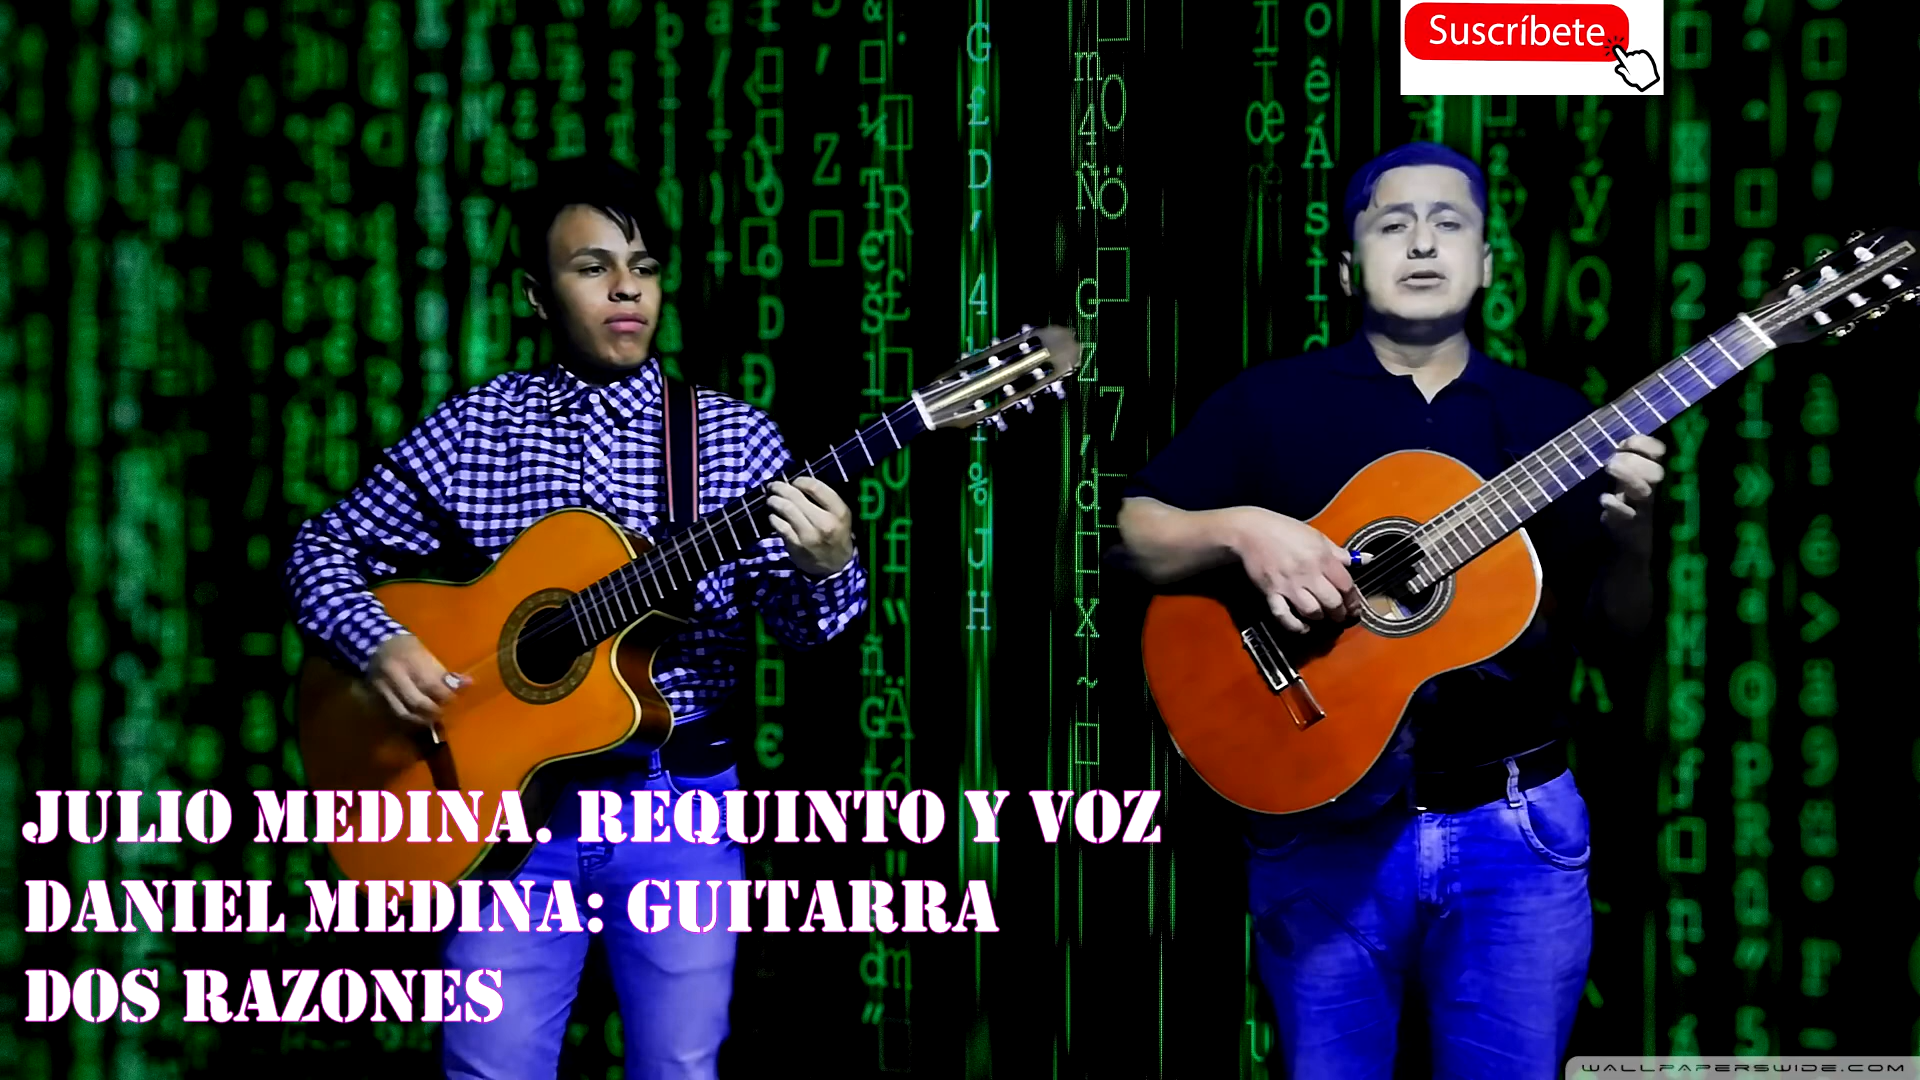 Suscríbete
JULIO MEDINA. REQUINTO Y VOZ
DANIEL MEDINA: GUITARRA
DOS RAZONES
WALLPAPERSWIDE.COM